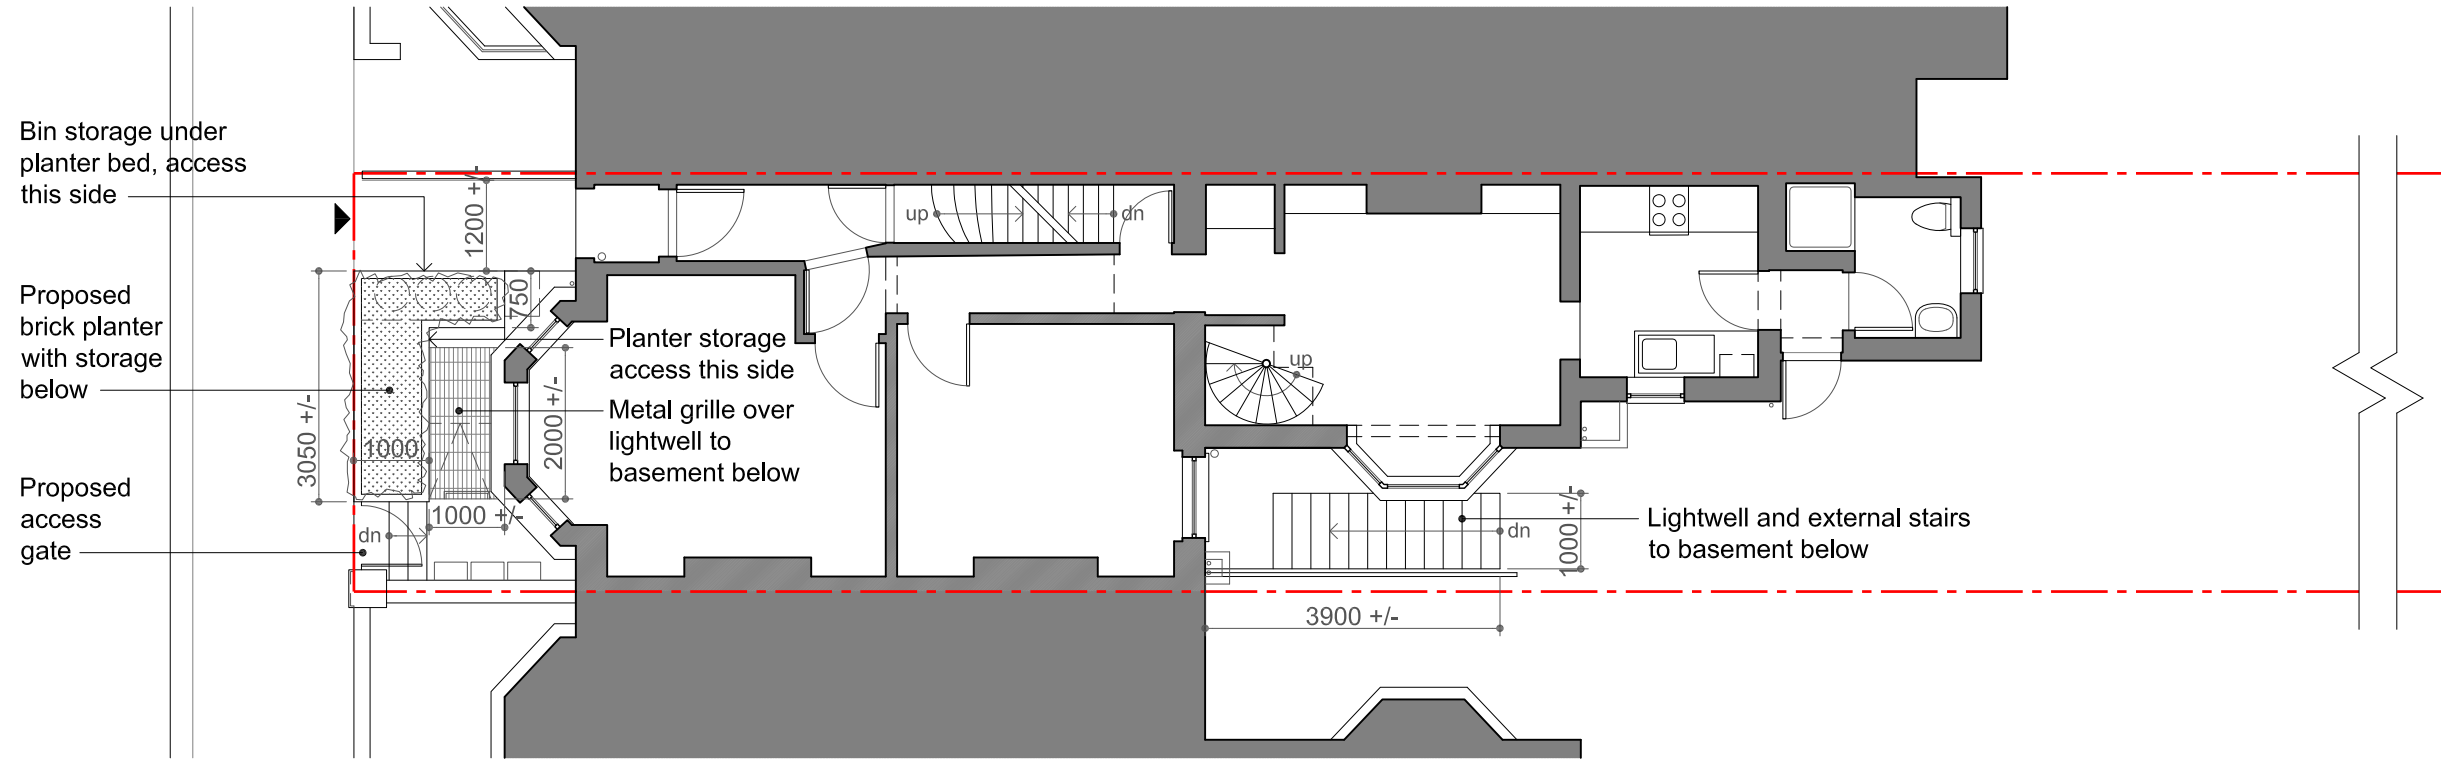 Bin storage under
planter bed, access
this side
Proposed
brick planter
with storage
below
Proposed
access
gate
1200 +/-
750
3050 +/-
1000
2000 +/-
1000 +/-
dn
Planter storage
access this side
Metal grille over
lightwell to
basement below
up
dn
up
dn
1000 +/-
3900 +/-
Lightwell and external stairs
to basement below